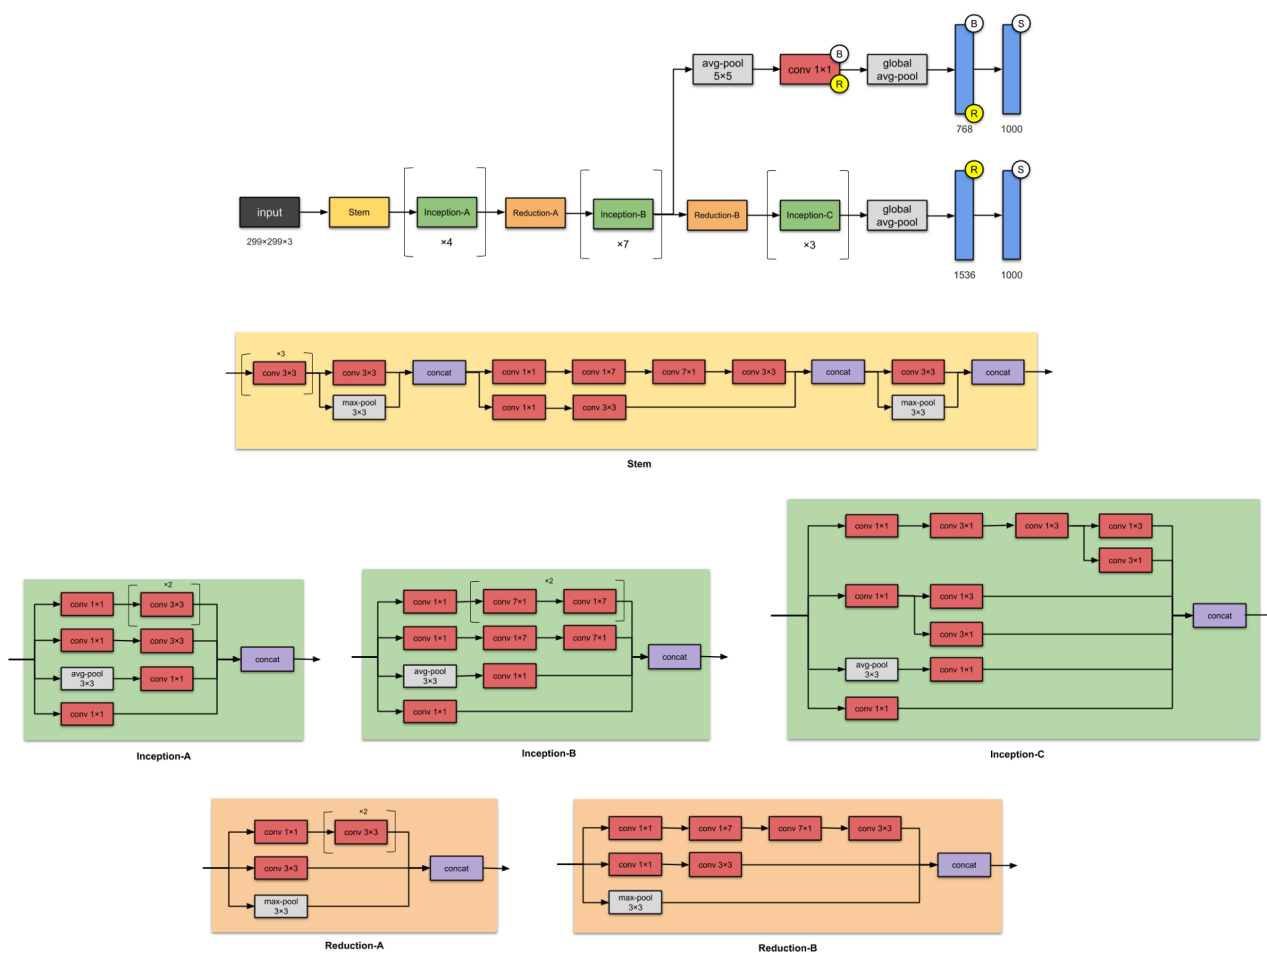 B
S
avg-pool
5×5
conv 1×1
B
R
global
avg-pool
R
768
1000
input
299×299×3
Stem
Inception-A
×4
Reduction-A
Inception-B
×7
Reduction-B
Inception-C
×3
global
avg-pool
R
S
1536
1000
×3
conv 3×3
conv 3×3
max-pool
3×3
concat
conv 1×1
conv 1×7
conv 7×1
conv 3×3
conv 1×1
conv 3×3
concat
conv 3×3
max-pool
3×3
concat
Stem
×2
conv 1×1
conv 3×3
conv 1×1
conv 3×3
avg-pool
3×3
conv 1×1
conv 1×1
concat
Inception-A
×2
conv 1×1
conv 7×1
conv 1×7
conv 1×1
conv 1×7
conv 7×1
avg-pool
3×3
conv 1×1
conv 1×1
concat
Inception-B
conv 1×1
conv 3×1
conv 1×3
conv 1×3
conv 3×1
conv 1×1
conv 1×3
conv 3×1
avg-pool
3×3
conv 1×1
conv 1×1
concat
Inception-C
×2
conv 1×1
conv 3×3
conv 3×3
max-pool
3×3
concat
Reduction-A
conv 1×1
conv 1×7
conv 7×1
conv 3×3
conv 1×1
conv 3×3
max-pool
3×3
concat
Reduction-B